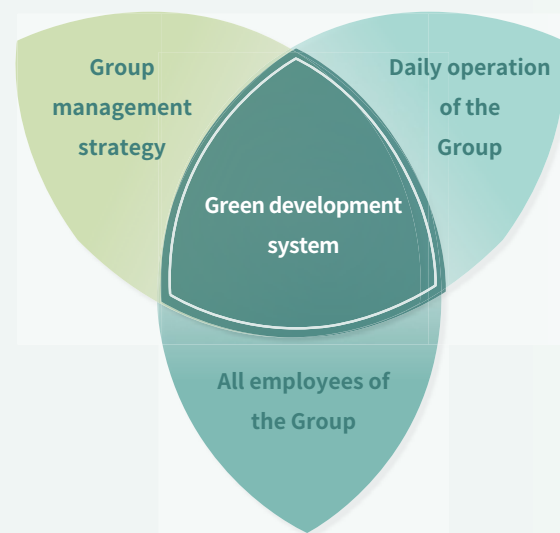 Group
management
strategy
Daily operation
of the
Group
Green development
system
All employees of
the Group